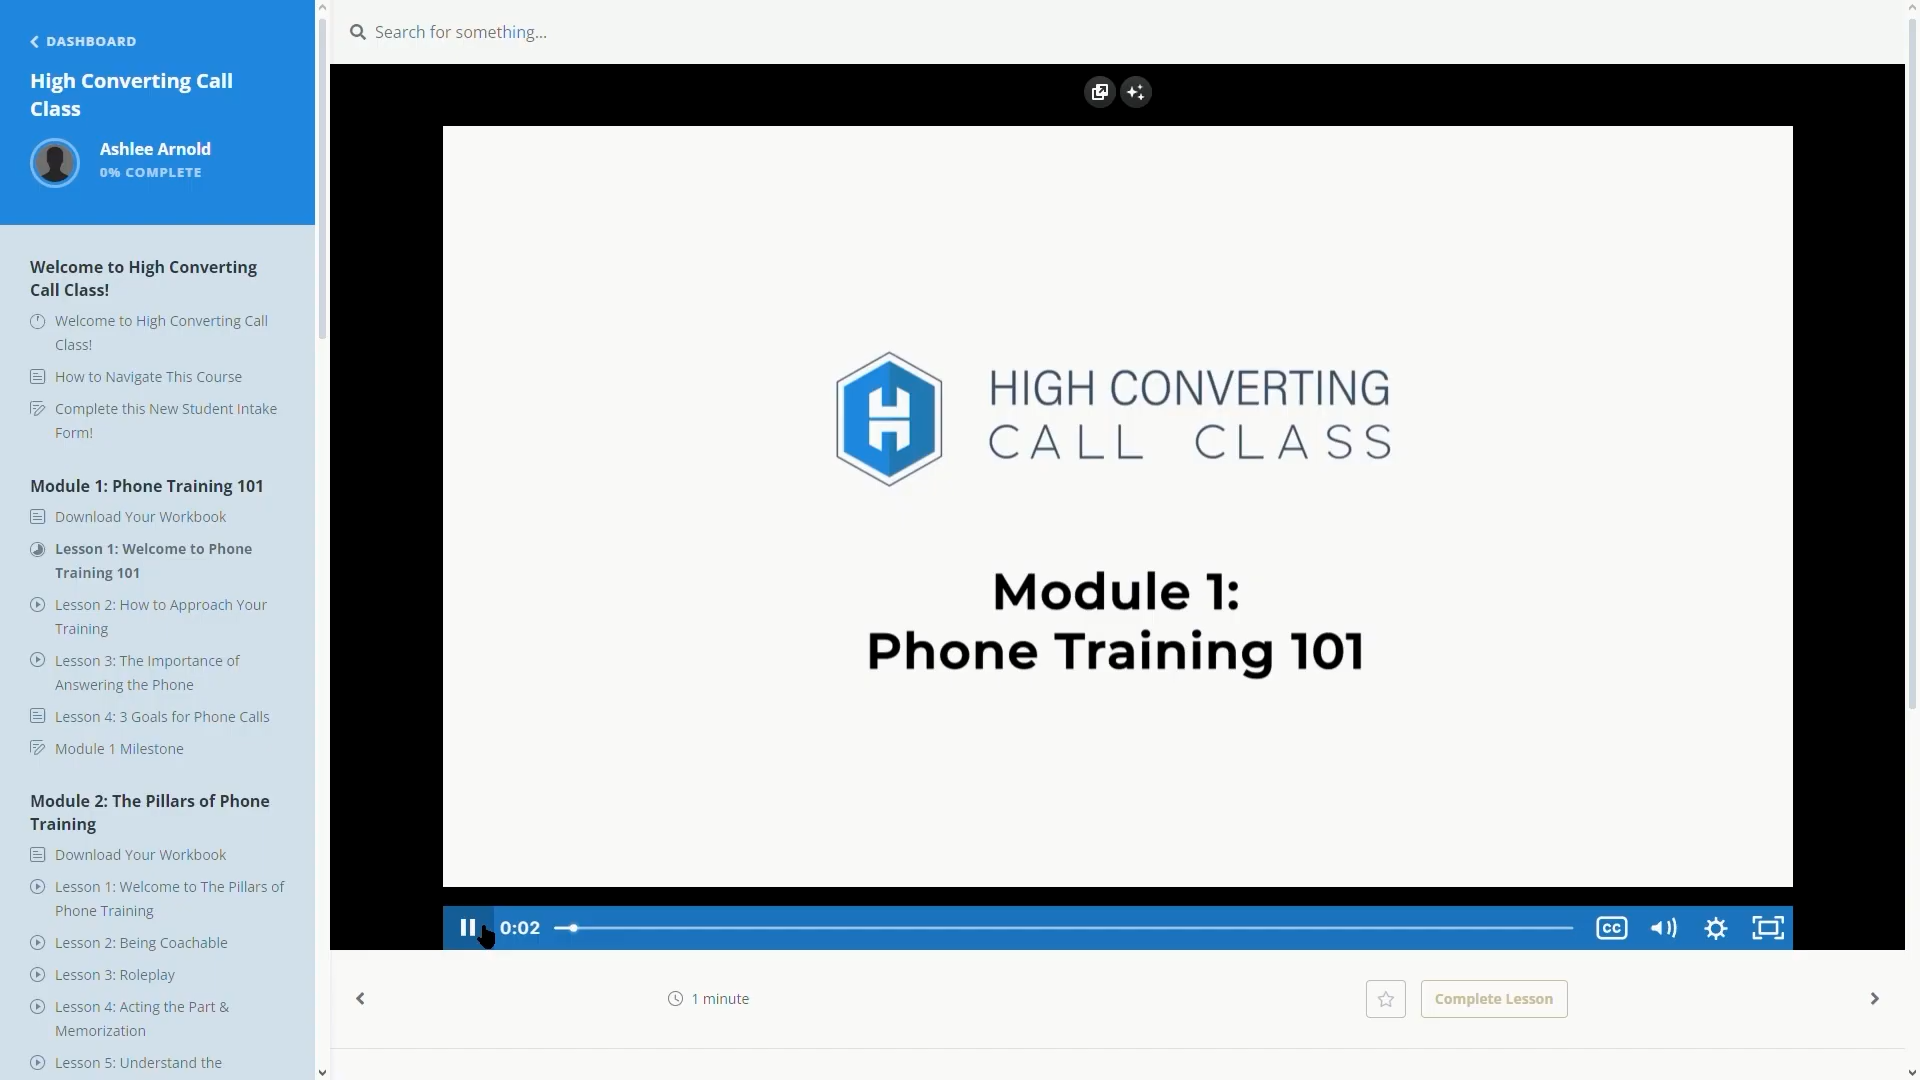 DASHBOARD
High Converting Call
Class
Ashlee Arnold
0% COMPLETE
Welcome to High Converting
Call Class!
Welcome to High Converting Call
Class!
How to Navigate This Course
Complete this New Student Intake
Form!
Module 1: Phone Training 101
Download Your Workbook
Lesson 1: Welcome to Phone
Training 101
Lesson 2: How to Approach Your
Training
Lesson 3: The Importance of
Answering the Phone
Lesson 4: 3 Goals for Phone Calls
Module 1 Milestone
Module 2: The Pillars of Phone
Training
Download Your Workbook
Lesson 1: Welcome to The Pillars of
Phone Training
Lesson 2: Being Coachable
Lesson 3: Roleplay
Lesson 4: Acting the Part &
Memorization
Lesson 5: Understand the
Search for something...
H
HIGH CONVERTING
CALL CLASS
Module 1:
Phone Training 101
0:02
CC
1 minute
Complete Lesson